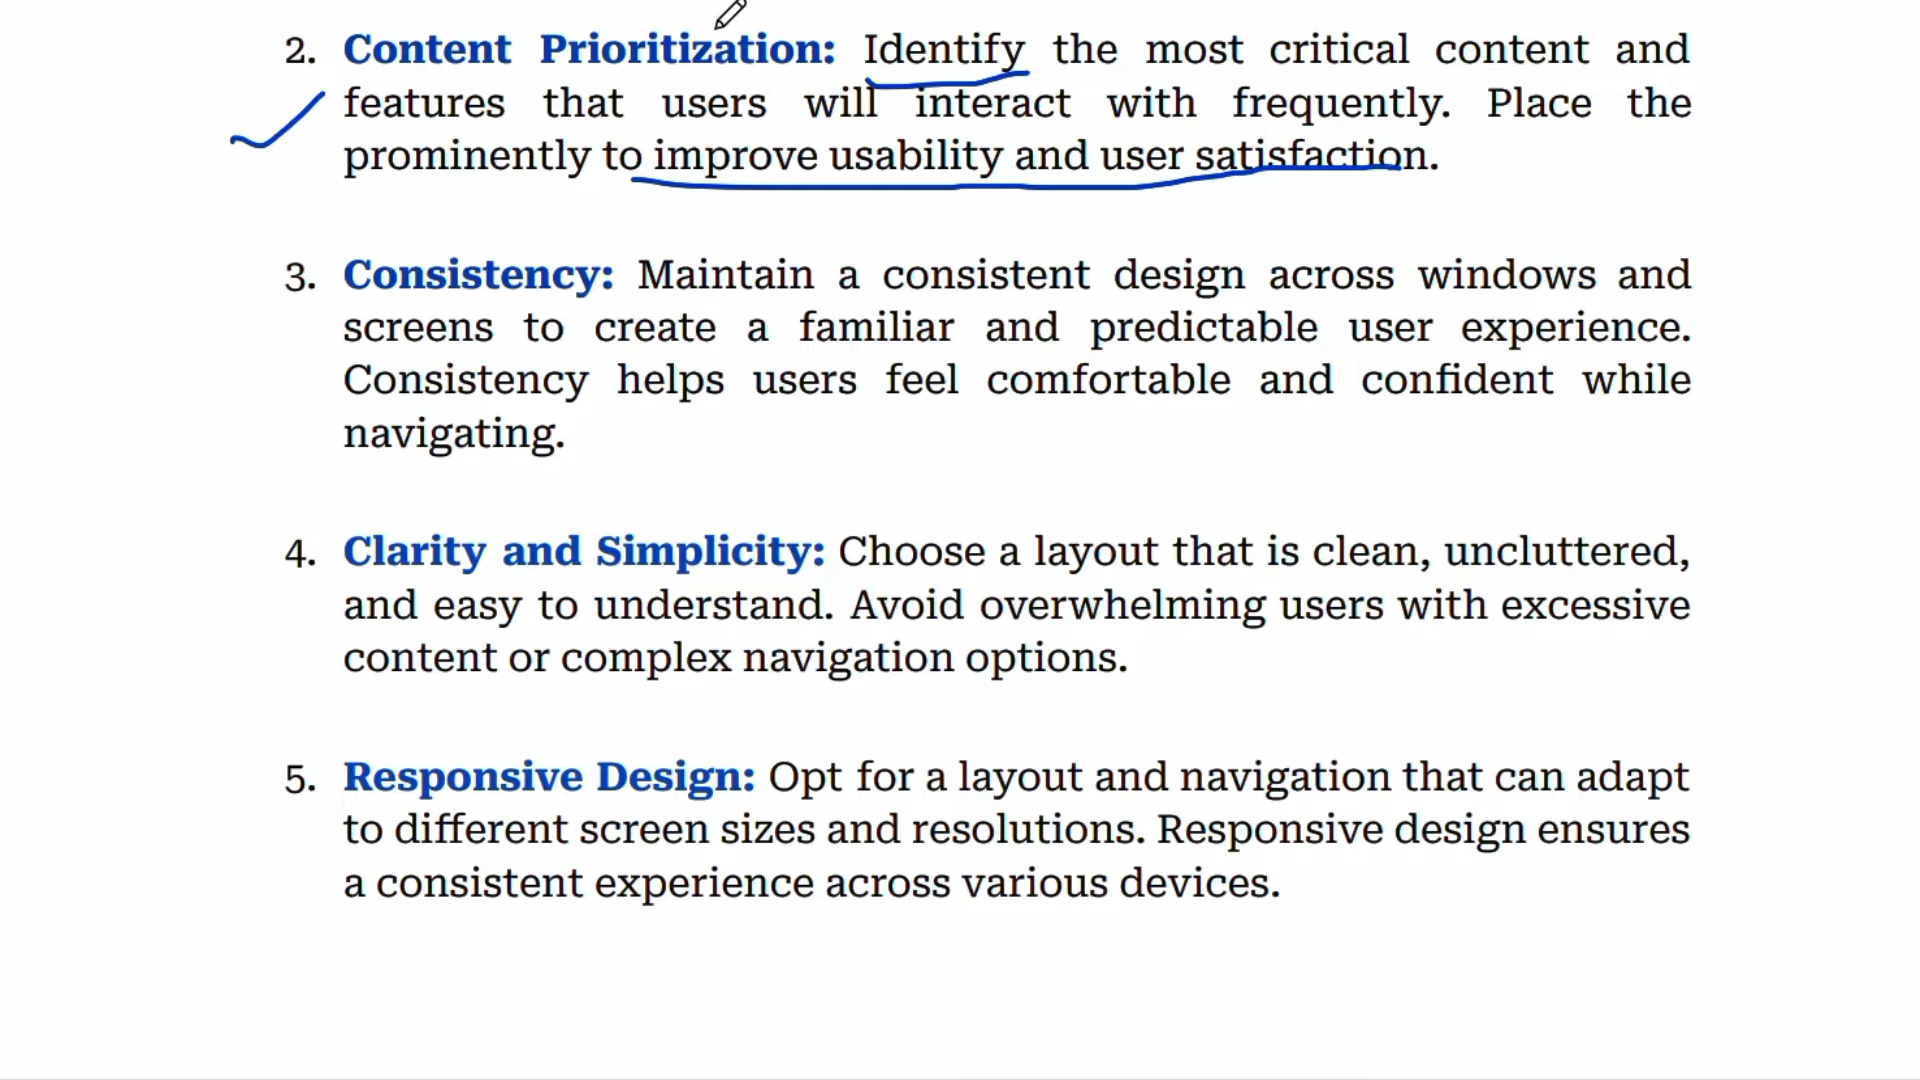 2. Content Prioritization: Identify the most critical content and
features that users will interact with frequently. Place the
prominently to improve usability and user satisfaction.
3. Consistency: Maintain a consistent design across windows and
screens to create a familiar and predictable user experience.
Consistency helps users feel comfortable and confident while
navigating.
4. Clarity and Simplicity: Choose a layout that is clean, uncluttered,
and easy to understand. Avoid overwhelming users with excessive
content or complex navigation options.
5. Responsive Design: Opt for a layout and navigation that can adapt
to different screen sizes and resolutions. Responsive design ensures
a consistent experience across various devices.